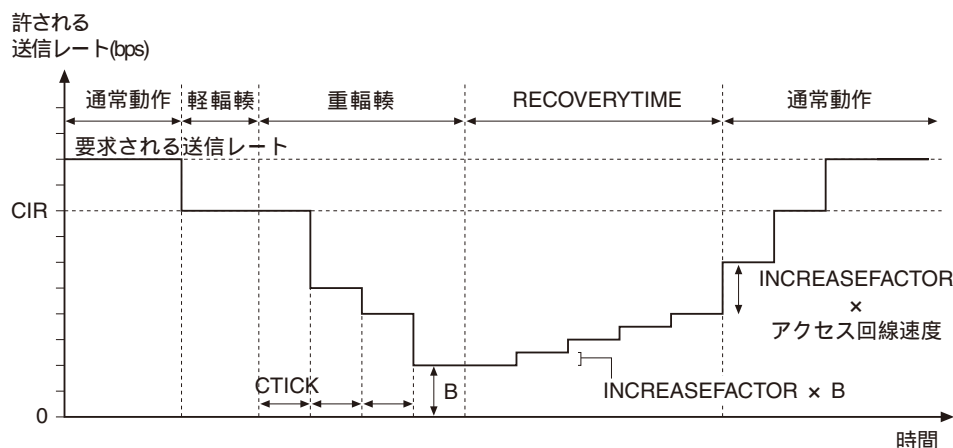 許される
送信レート(bps)
通常動作
軽輻輳
重輻輳
RECOVERYTIME
通常動作
要求される送信レート
CIR
INCREASEFACTOR
×
アクセス回線速度
CTICK
B
INCREASEFACTOR × B
0
時間